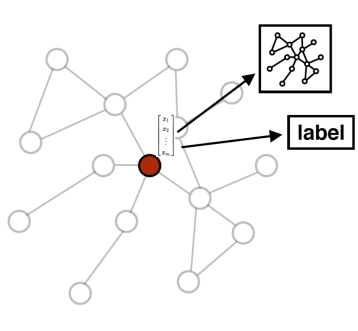 x₁
x₂
⋮
xₘ
label